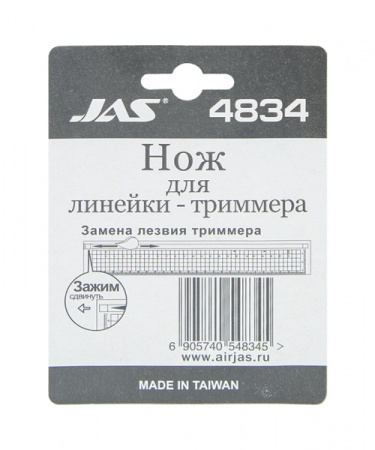 JAS® 4834
Нож
для
линейки - триммера
Замена лезвия триммера
Зажим
сдвинуть
6 905740 548345 >
www.airjas.ru
MADE IN TAIWAN